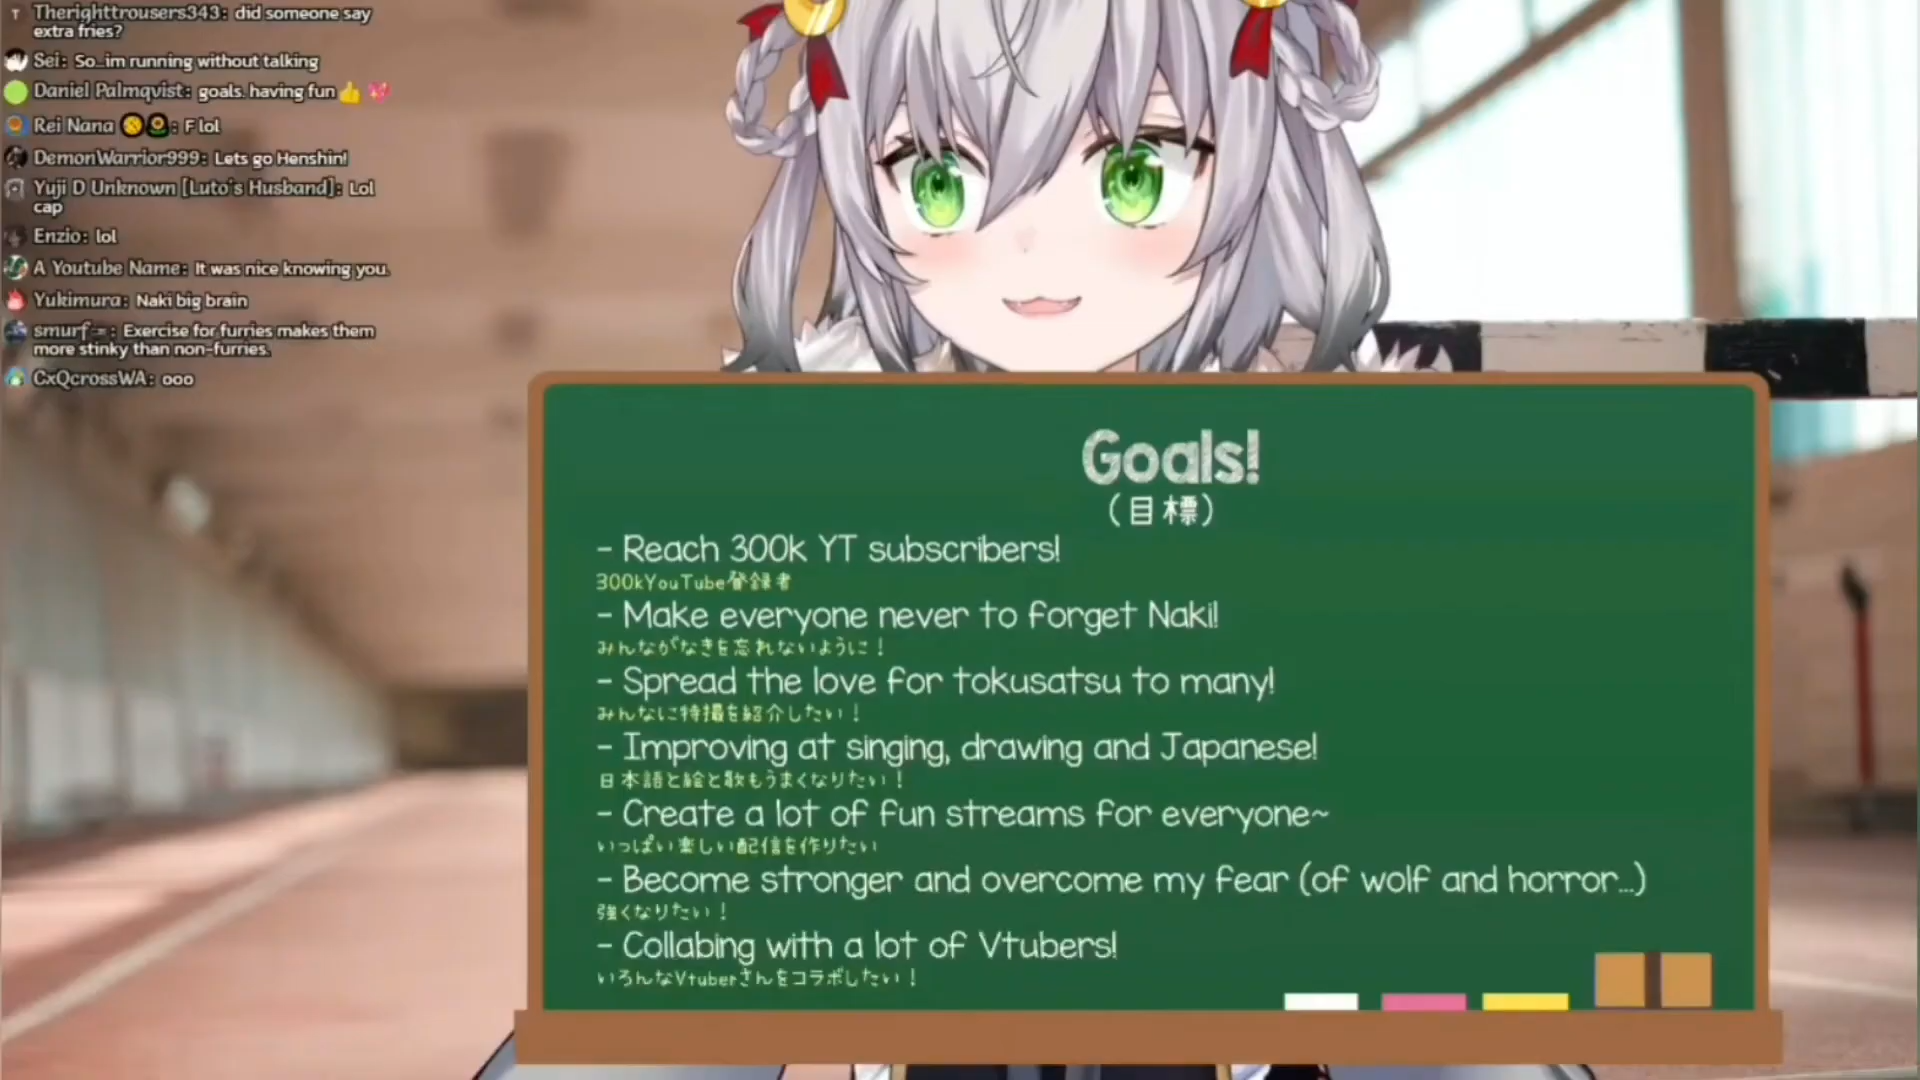 Therighttrousers343: did someone say
extra fries?
Sei: So...im running without talking
Daniel Palmqvist: goals. having fun
Rei Nana : F lol
DemonWarrior999: Lets go Henshin!
Yuji D Unknown [Luto's Husband]: Lol
cap
Enzio: lol
A Youtube Name: It was nice knowing you.
Yukimura: Naki big brain
smurf : Exercise for furries makes them
more stinky than non-furries.
CxQcrossWA: ooo
Goals!
(目標)
- Reach 300k YT subscribers!
300kYouTube登録者
- Make everyone never to forget Naki!
みんながなきを忘れないように！
- Spread the love for tokusatsu to many!
みんなに特撮を紹介したい！
- Improving at singing, drawing and Japanese!
日本語と絵と歌もうまくなりたい！
- Create a lot of fun streams for everyone~
いっぱい楽しい配信を作りたい
- Become stronger and overcome my fear (of wolf and horror...)
強くなりたい！
- Collabing with a lot of Vtubers!
いろんなVtuberさんをコラボしたい！